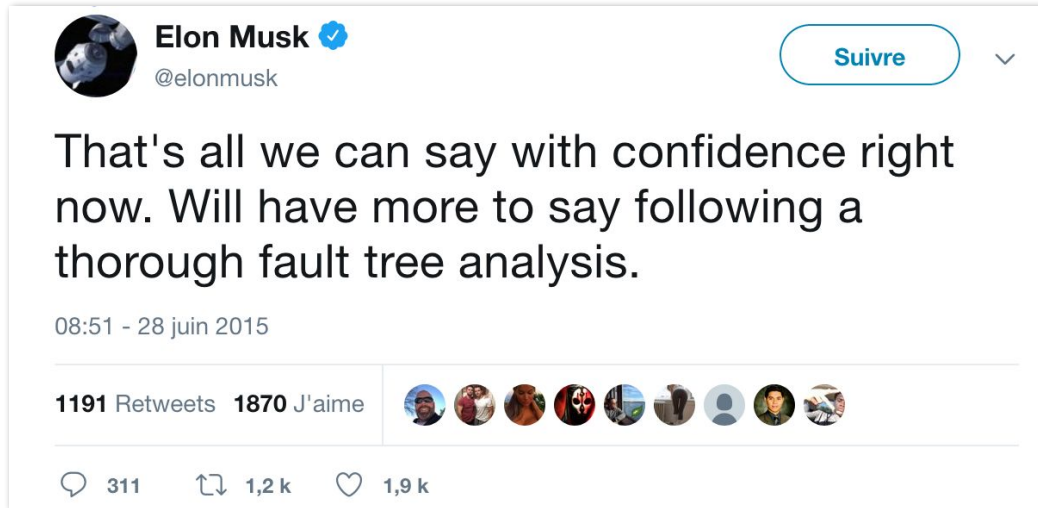 Elon Musk
@elonmusk
Suivre
That's all we can say with confidence right
now. Will have more to say following a
thorough fault tree analysis.
08:51 - 28 juin 2015
1191 Retweets 1870 J'aime
311 1,2 k 1,9 k